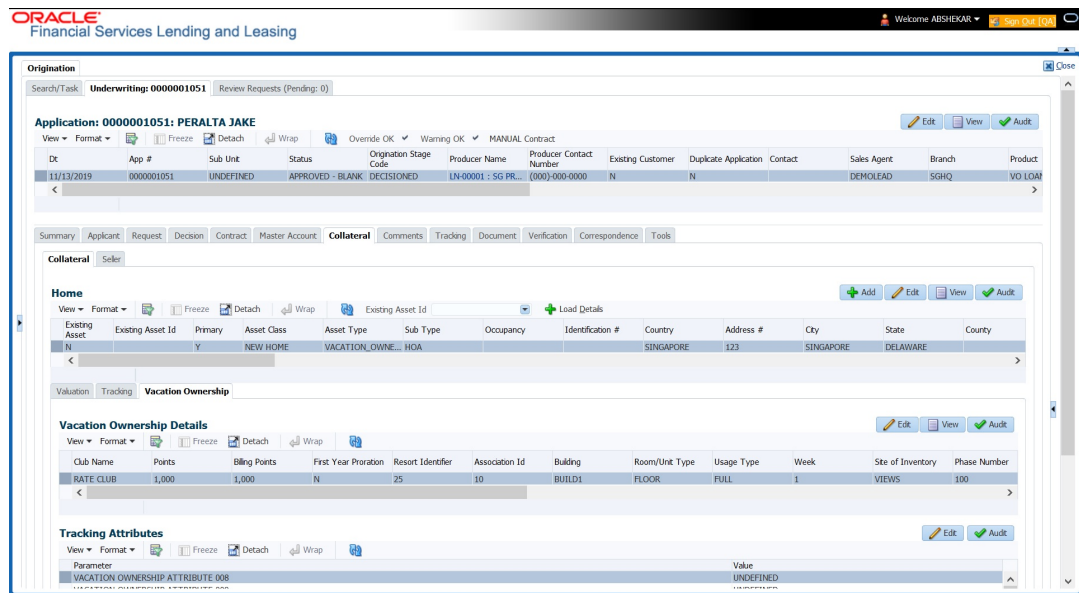 ORACLE
Financial Services Lending and Leasing
Welcome ABSHEKAR
Sign Out [QA]
Close
Origination
Search/Task Underwriting: 0000001051 Review Requests (Pending: 0)
Application: 0000001051: PERALTA JAKE
Edit View Audit
View Format Freeze Detach Wrap Override OK Warning OK MANUAL Contract
Dt App # Sub Unit Status Origination Stage Code Producer Name Producer Contact Number Existing Customer Duplicate Application Contact Sales Agent Branch Product
11/13/2019 0000001051 UNDEFINED APPROVED - BLANK DECISIONED LN-00001 : SG PR... (000)-000-0000 N N DEMOLEAD SGHQ VO LOAN
Summary Applicant Request Decision Contract Master Account Collateral Comments Tracking Document Verification Correspondence Tools
Collateral Seller
Home
Add Edit View Audit
View Format Freeze Detach Wrap Existing Asset Id Load Details
Existing Asset Existing Asset Id Primary Asset Class Asset Type Sub Type Occupancy Identification # Country Address # City State County
N Y NEW HOME VACATION_OWNE... HOA SINGAPORE 123 SINGAPORE DELAWARE
Valuation Tracking Vacation Ownership
Vacation Ownership Details
Edit View Audit
View Format Freeze Detach Wrap
Club Name Points Billing Points First Year Proration Resort Identifier Association Id Building Room/Unit Type Usage Type Week Site of Inventory Phase Number
RATE CLUB 1,000 1,000 N 25 10 BUILD1 FLOOR FULL 1 VIEWS 100
Tracking Attributes
Edit Audit
View Format Freeze Detach Wrap
Parameter Value
VACATION OWNERSHIP ATTRIBUTE 008 UNDEFINED